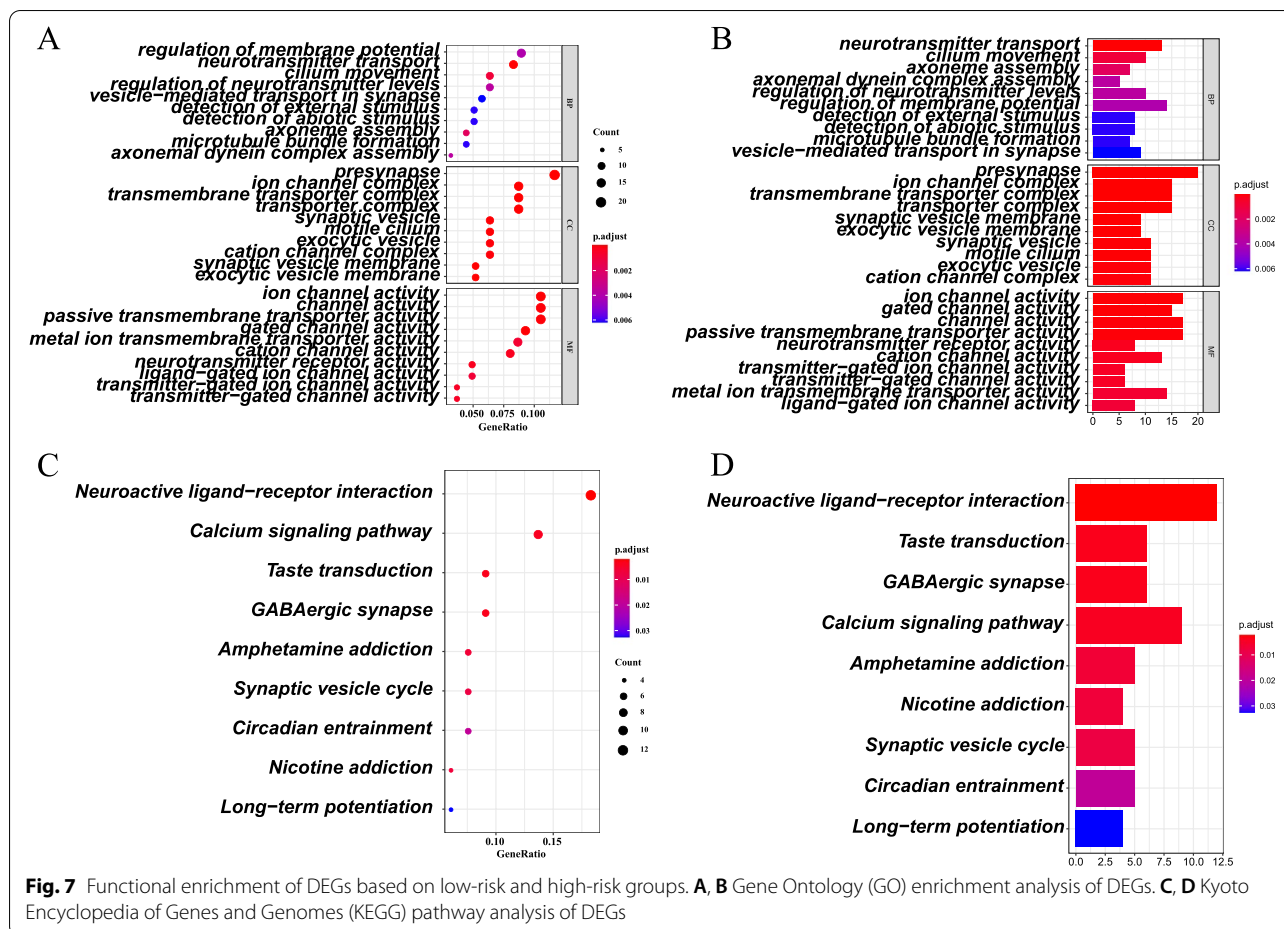 A
regulation of membrane potential
neurotransmitter transport
cilium movement
regulation of neurotransmitter levels
vesicle−mediated transport in synapse
detection of external stimulus
detection of abiotic stimulus
axoneme assembly
microtubule bundle formation
axonemal dynein complex assembly
BP
presynapse
ion channel complex
transmembrane transporter complex
transporter complex
synaptic vesicle
motile cilium
exocytic vesicle
cation channel complex
synaptic vesicle membrane
exocytic vesicle membrane
CC
ion channel activity
channel activity
passive transmembrane transporter activity
gated channel activity
metal ion transmembrane transporter activity
cation channel activity
neurotransmitter receptor activity
ligand−gated ion channel activity
transmitter−gated ion channel activity
transmitter−gated channel activity
MF
0.050 0.075 0.100
GeneRatio
Count
5
10
15
20
p.adjust
0.002
0.004
0.006
B
neurotransmitter transport
cilium movement
axoneme assembly
axonemal dynein complex assembly
regulation of neurotransmitter levels
regulation of membrane potential
detection of external stimulus
detection of abiotic stimulus
microtubule bundle formation
vesicle−mediated transport in synapse
BP
presynapse
ion channel complex
transmembrane transporter complex
transporter complex
synaptic vesicle membrane
exocytic vesicle membrane
synaptic vesicle
motile cilium
exocytic vesicle
cation channel complex
CC
ion channel activity
gated channel activity
channel activity
passive transmembrane transporter activity
neurotransmitter receptor activity
cation channel activity
transmitter−gated ion channel activity
transmitter−gated channel activity
metal ion transmembrane transporter activity
ligand−gated ion channel activity
MF
0 5 10 15 20
p.adjust
0.002
0.004
0.006
C
Neuroactive ligand−receptor interaction
Calcium signaling pathway
Taste transduction
GABAergic synapse
Amphetamine addiction
Synaptic vesicle cycle
Circadian entrainment
Nicotine addiction
Long−term potentiation
0.10 0.15
GeneRatio
p.adjust
0.01
0.02
0.03
Count
4
6
8
10
12
D
Neuroactive ligand−receptor interaction
Taste transduction
GABAergic synapse
Calcium signaling pathway
Amphetamine addiction
Nicotine addiction
Synaptic vesicle cycle
Circadian entrainment
Long−term potentiation
0.0 2.5 5.0 7.5 10.0 12.5
p.adjust
0.01
0.02
0.03
Fig. 7 Functional enrichment of DEGs based on low-risk and high-risk groups. A, B Gene Ontology (GO) enrichment analysis of DEGs. C, D Kyoto
Encyclopedia of Genes and Genomes (KEGG) pathway analysis of DEGs